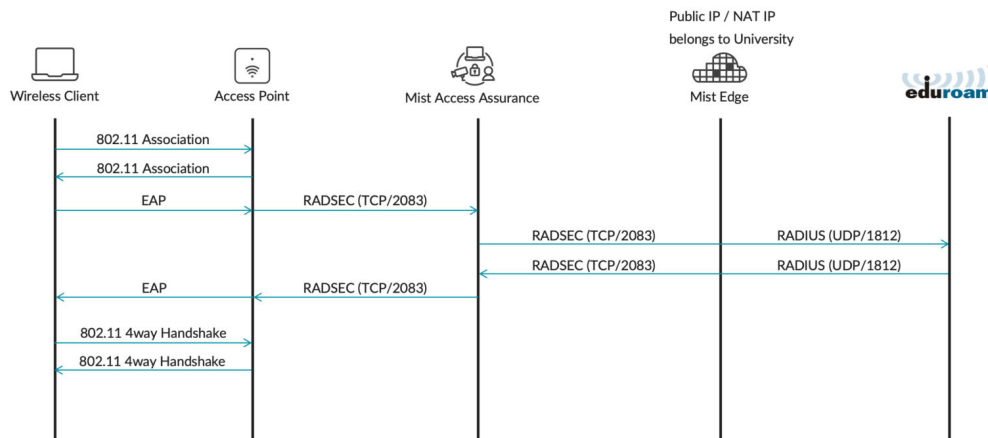 Public IP / NAT IP
belongs to University
Wireless Client
Access Point
Mist Access Assurance
Mist Edge
eduroam
802.11 Association
802.11 Association
EAP
RADSEC (TCP/2083)
RADSEC (TCP/2083)
RADIUS (UDP/1812)
RADSEC (TCP/2083)
RADIUS (UDP/1812)
EAP
RADSEC (TCP/2083)
802.11 4way Handshake
802.11 4way Handshake